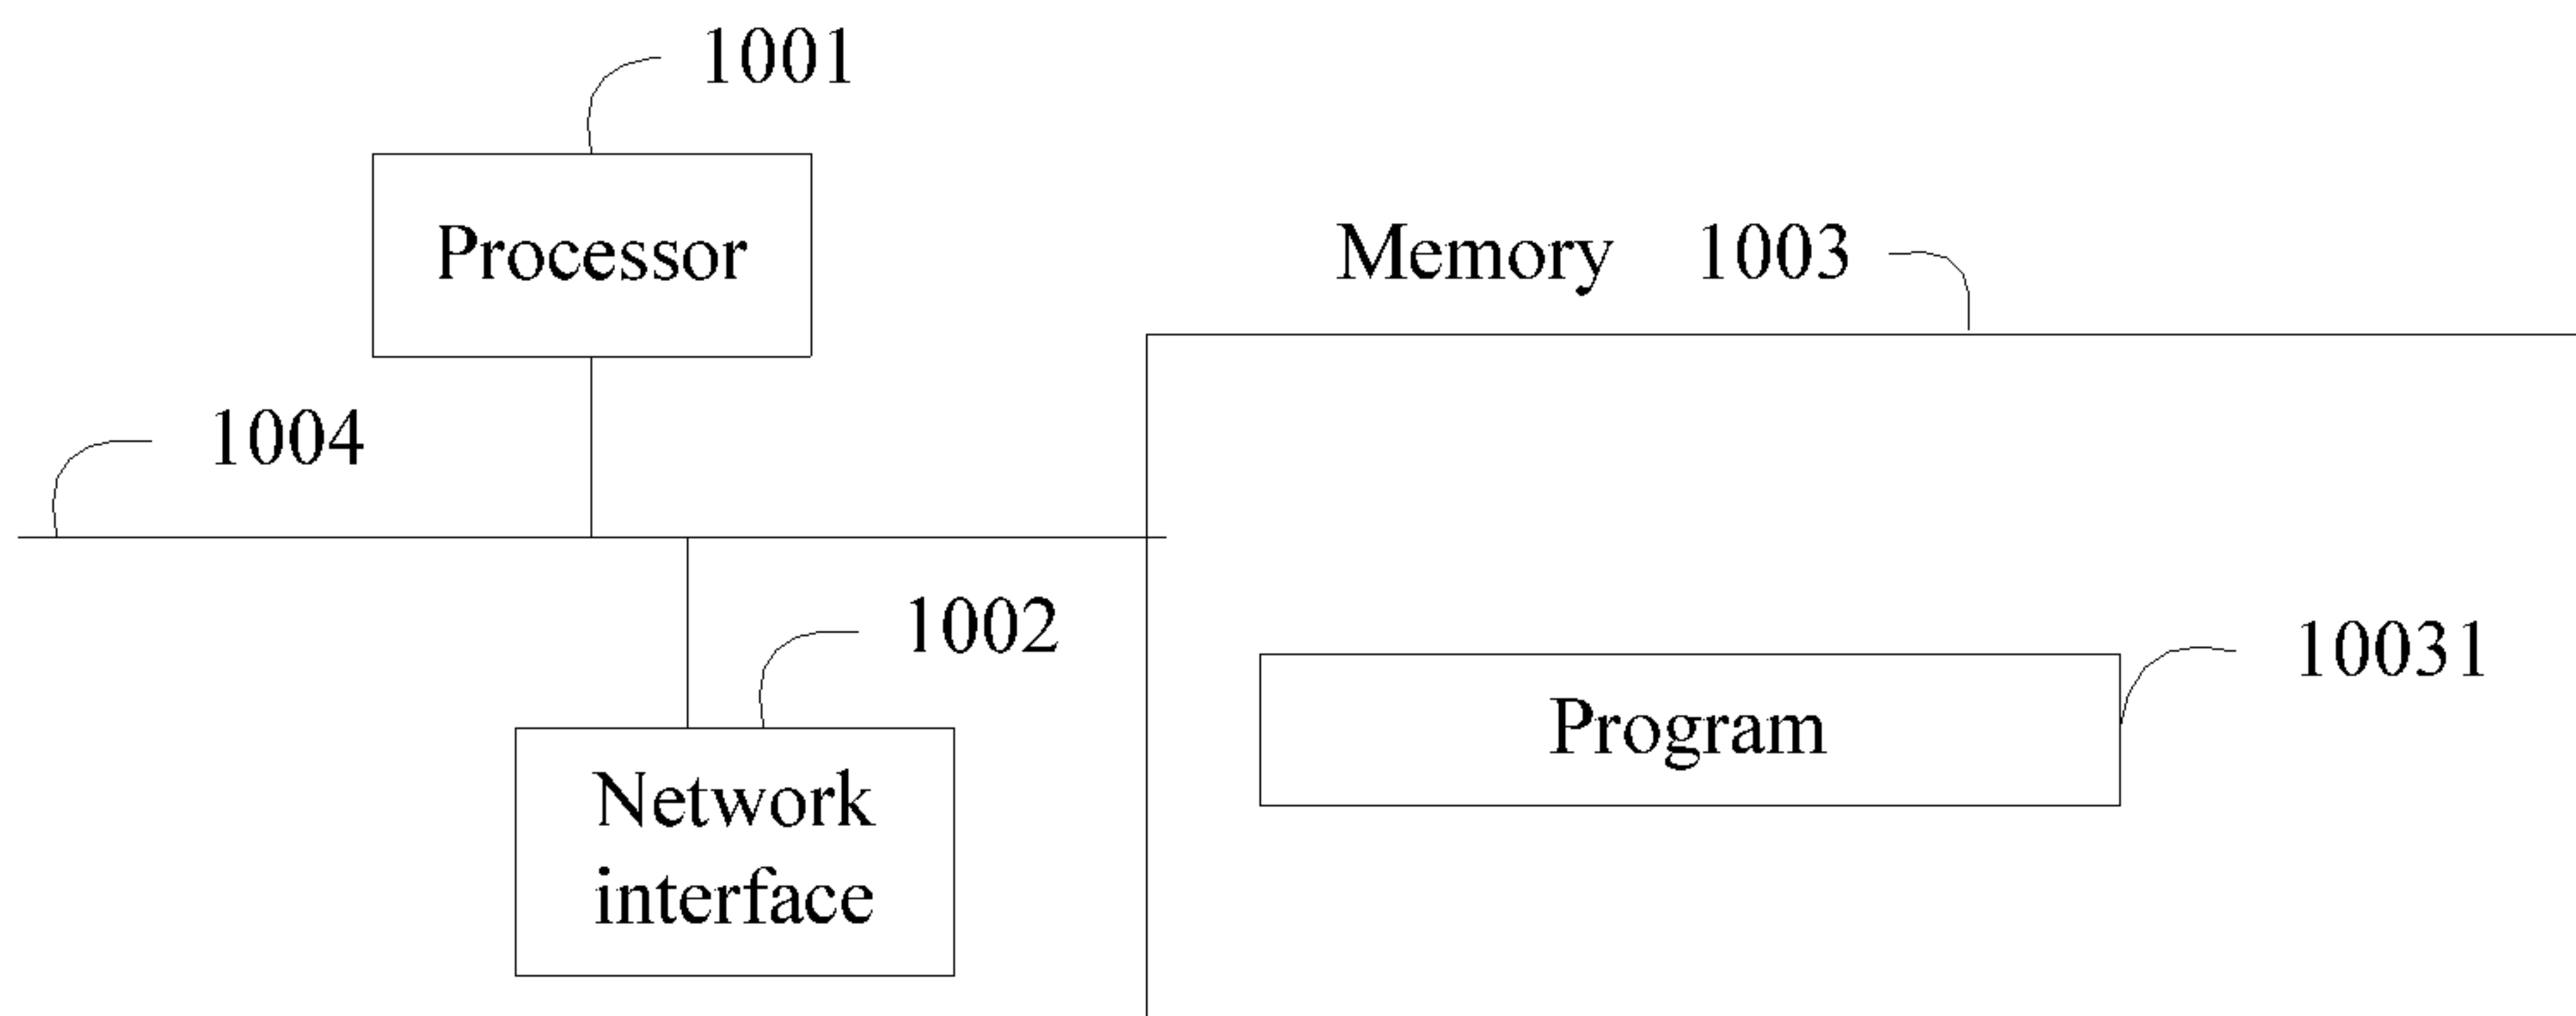 1001
Processor
Memory 1003
1004
1002
10031
Program
Network
interface